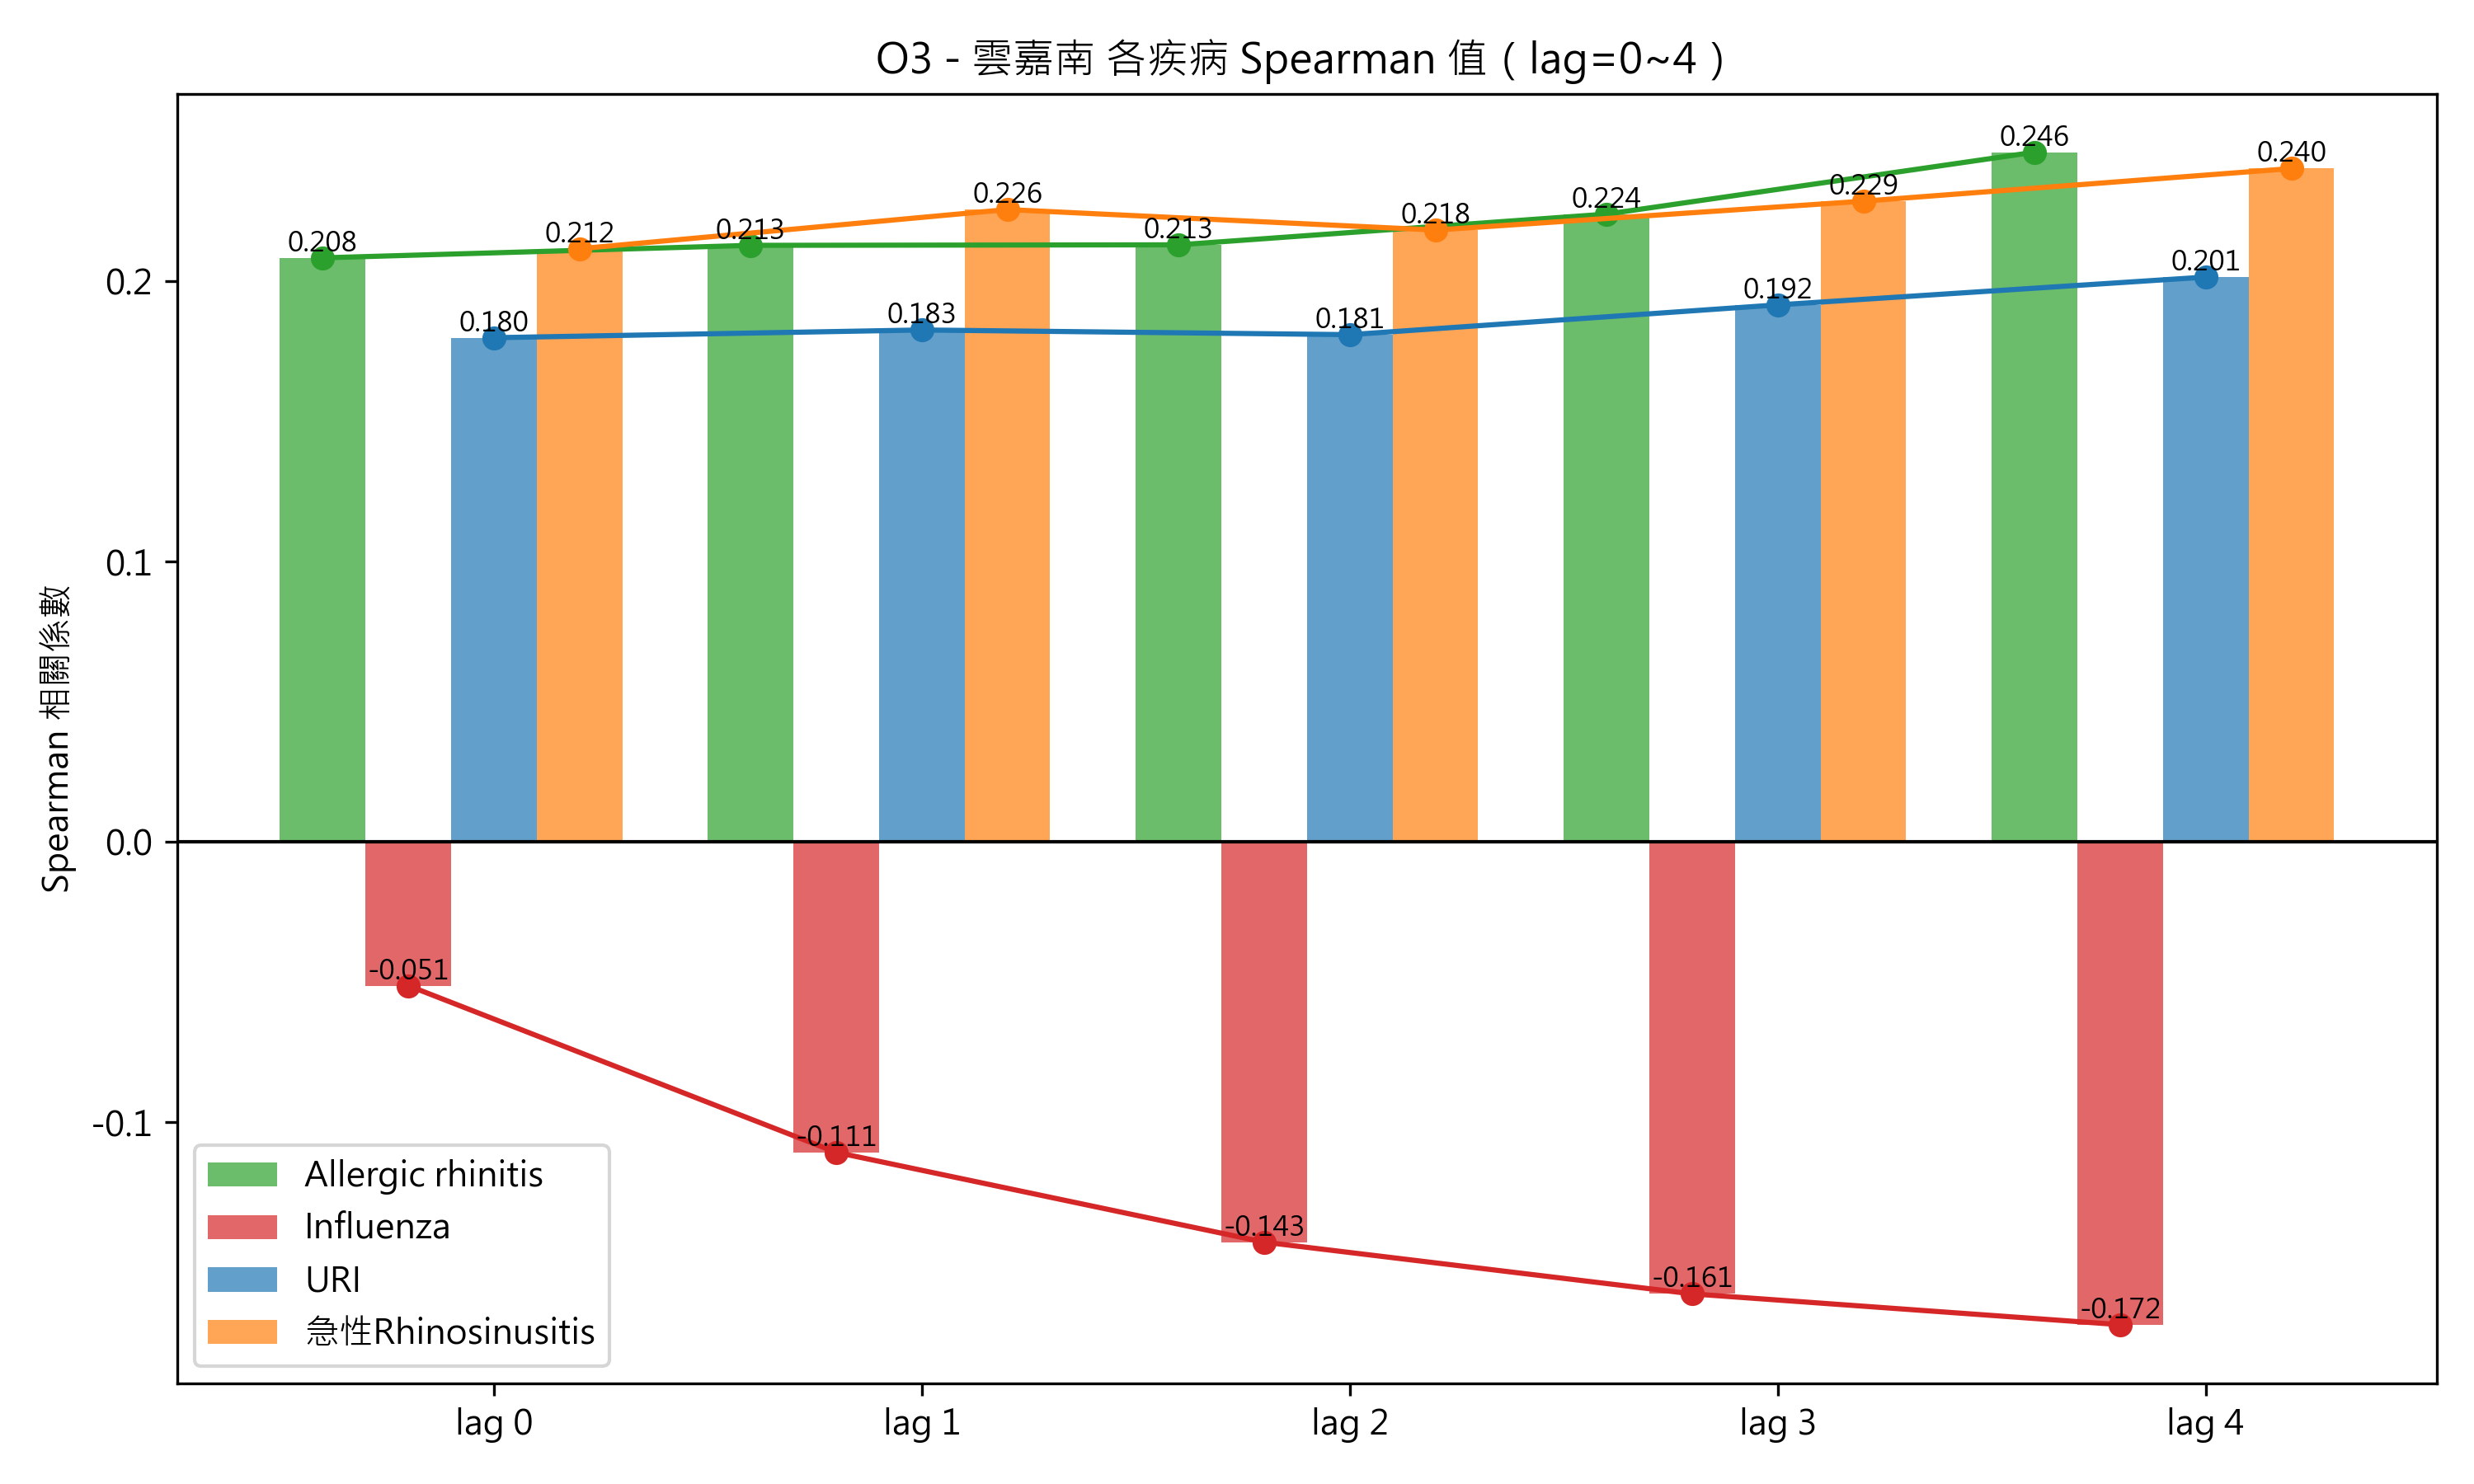 O3 - 雲嘉南 各疾病 Spearman 值 ( lag=0~4 )
Spearman 相關係數
0.2
0.1
0.0
-0.1
0.208
-0.051
0.180
0.212
0.213
-0.111
0.183
0.226
0.213
-0.143
0.181
0.218
0.224
-0.161
0.192
0.229
0.246
-0.172
0.201
0.240
Allergic rhinitis
Influenza
URI
急性Rhinosinusitis
lag 0
lag 1
lag 2
lag 3
lag 4